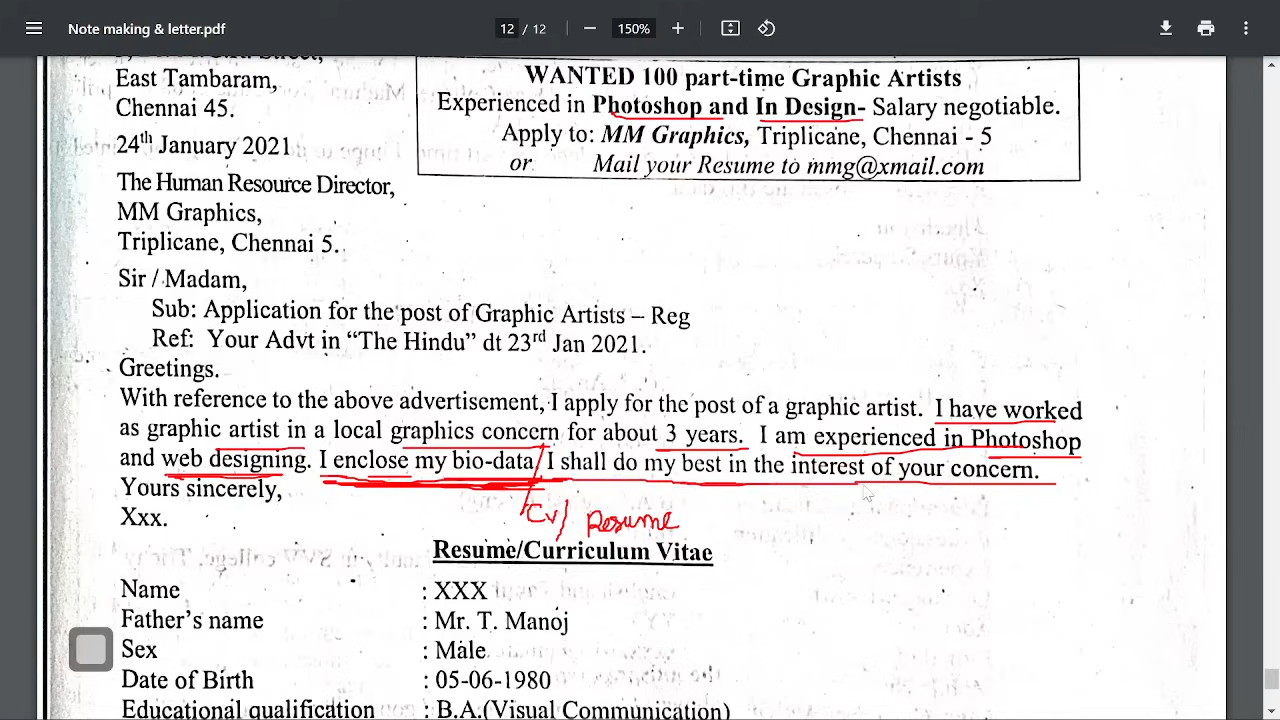 Note making & letter.pdf
12 / 12
150%
East Tambaram,
Chennai 45.
24th January 2021
WANTED 100 part-time Graphic Artists
Experienced in Photoshop and In Design- Salary negotiable.
Apply to: MM Graphics, Triplicane, Chennai - 5
or Mail your Resume to mmg@xmail.com
The Human Resource Director,
MM Graphics,
Triplicane, Chennai 5.
Sir / Madam,
Sub: Application for the post of Graphic Artists – Reg
Ref: Your Advt in “The Hindu” dt 23rd Jan 2021.
Greetings.
With reference to the above advertisement, I apply for the post of a graphic artist. I have worked
as graphic artist in a local graphics concern for about 3 years. I am experienced in Photoshop
and web designing. I enclose my bio-data/ I shall do my best in the interest of your concern.
Yours sincerely,
Xxx.
Cv/ Resume
Resume/Curriculum Vitae
Name : XXX
Father’s name : Mr. T. Manoj
Sex : Male
Date of Birth : 05-06-1980
Educational qualification : B.A.(Visual Communication)